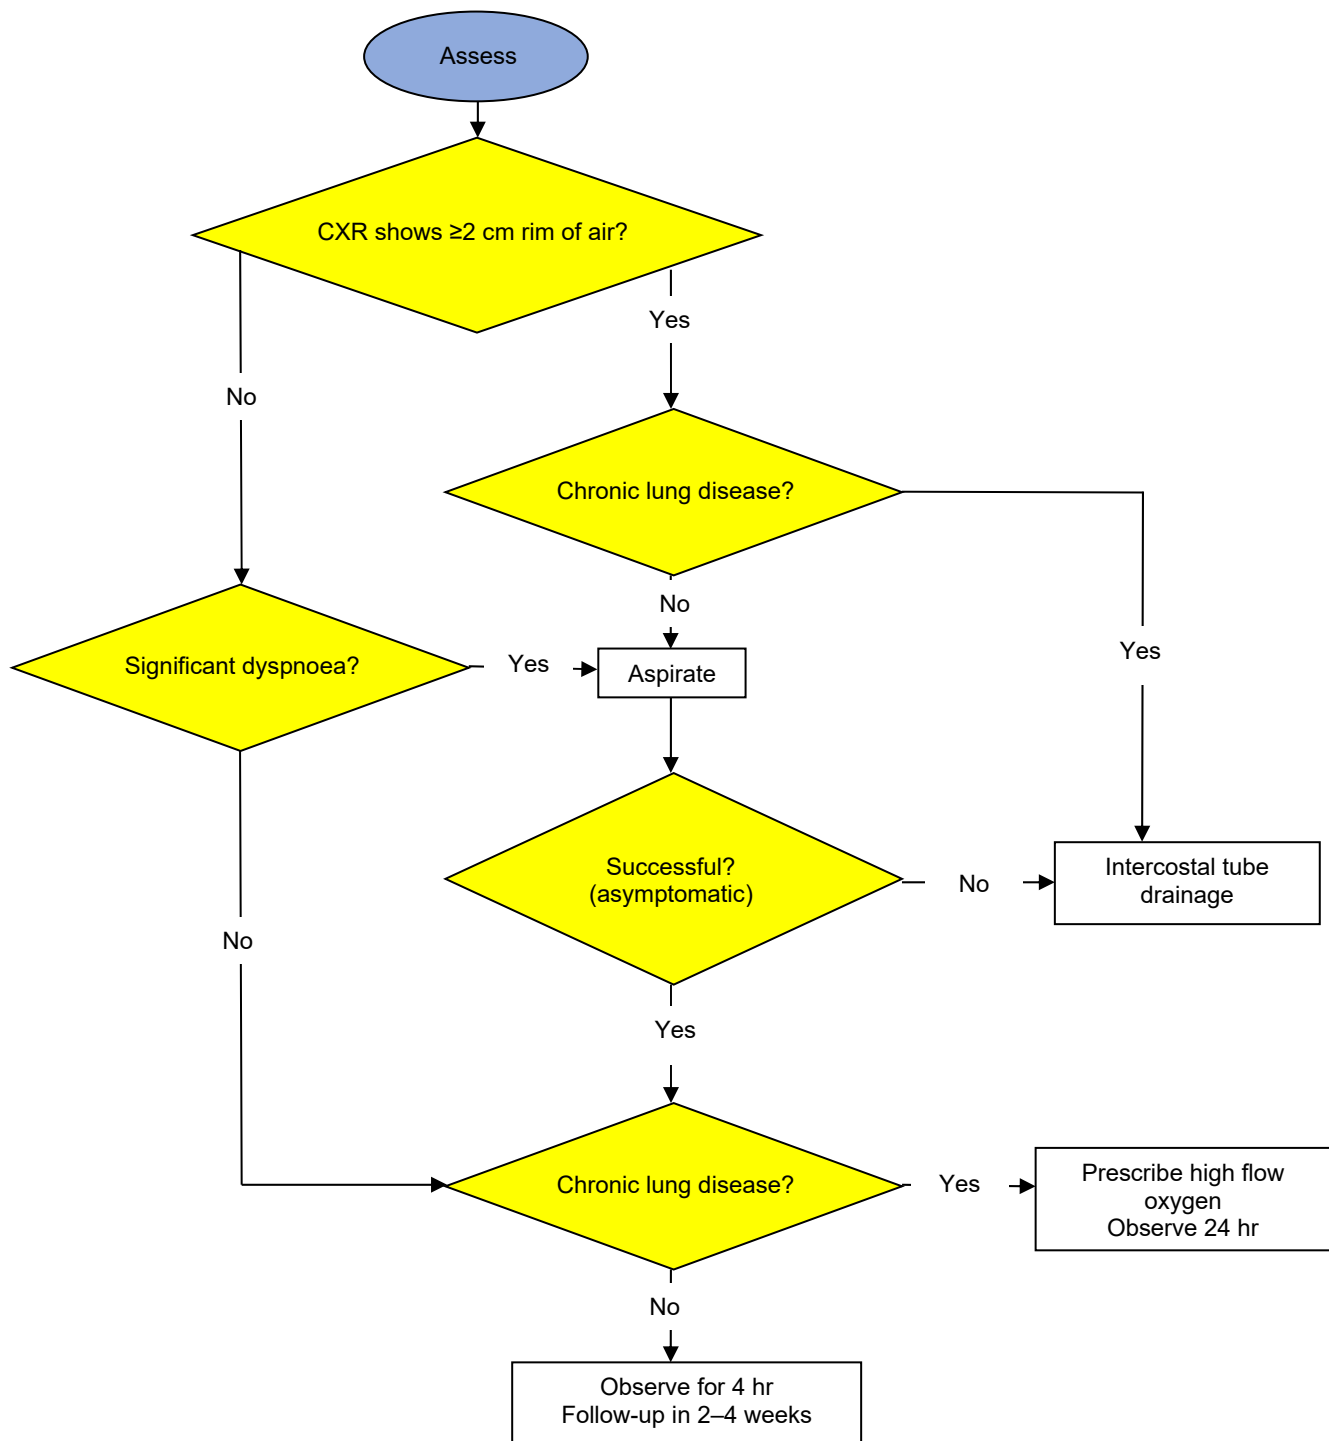 Assess
CXR shows ≥2 cm rim of air?
Yes
No
Chronic lung disease?
No
Yes
Significant dyspnoea?
Yes
Aspirate
Successful?
(asymptomatic)
No
Intercostal tube
drainage
No
Yes
Chronic lung disease?
Yes
Prescribe high flow
oxygen
Observe 24 hr
No
Observe for 4 hr
Follow-up in 2–4 weeks